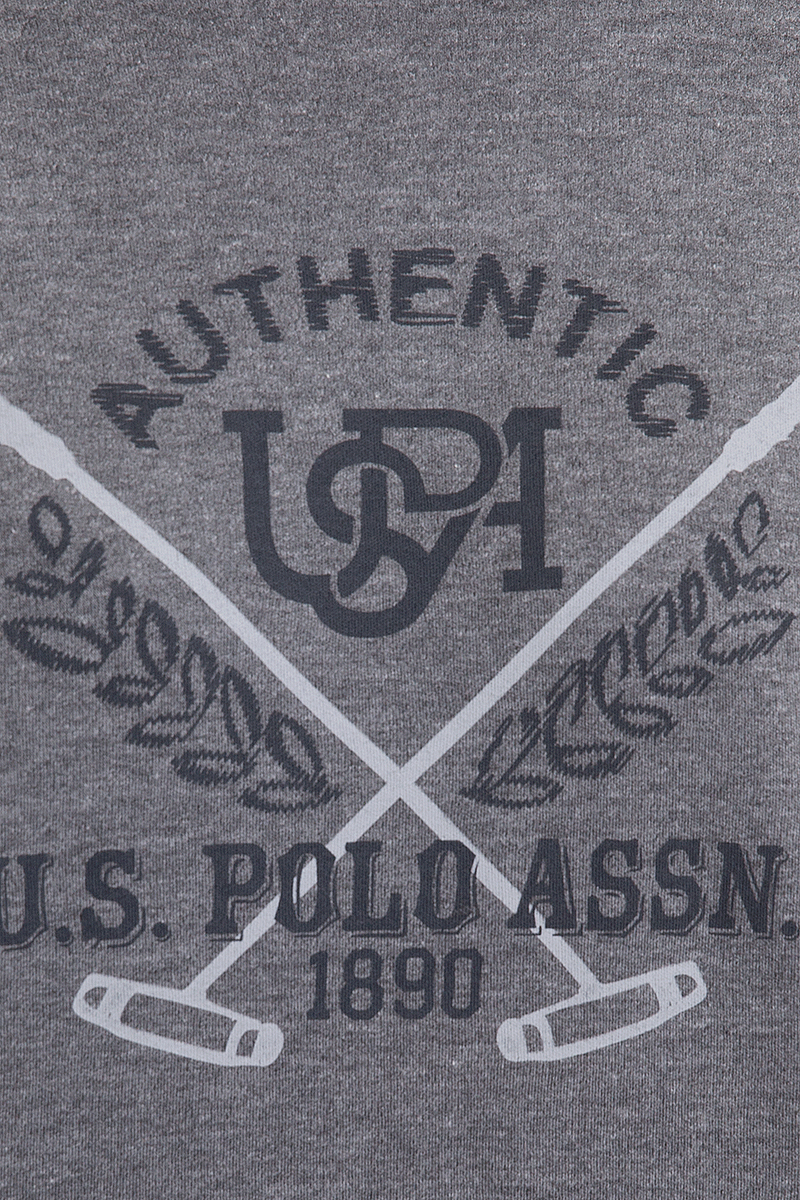 AUTHENTIC
USPA
U.S. POLO ASSN.
1890